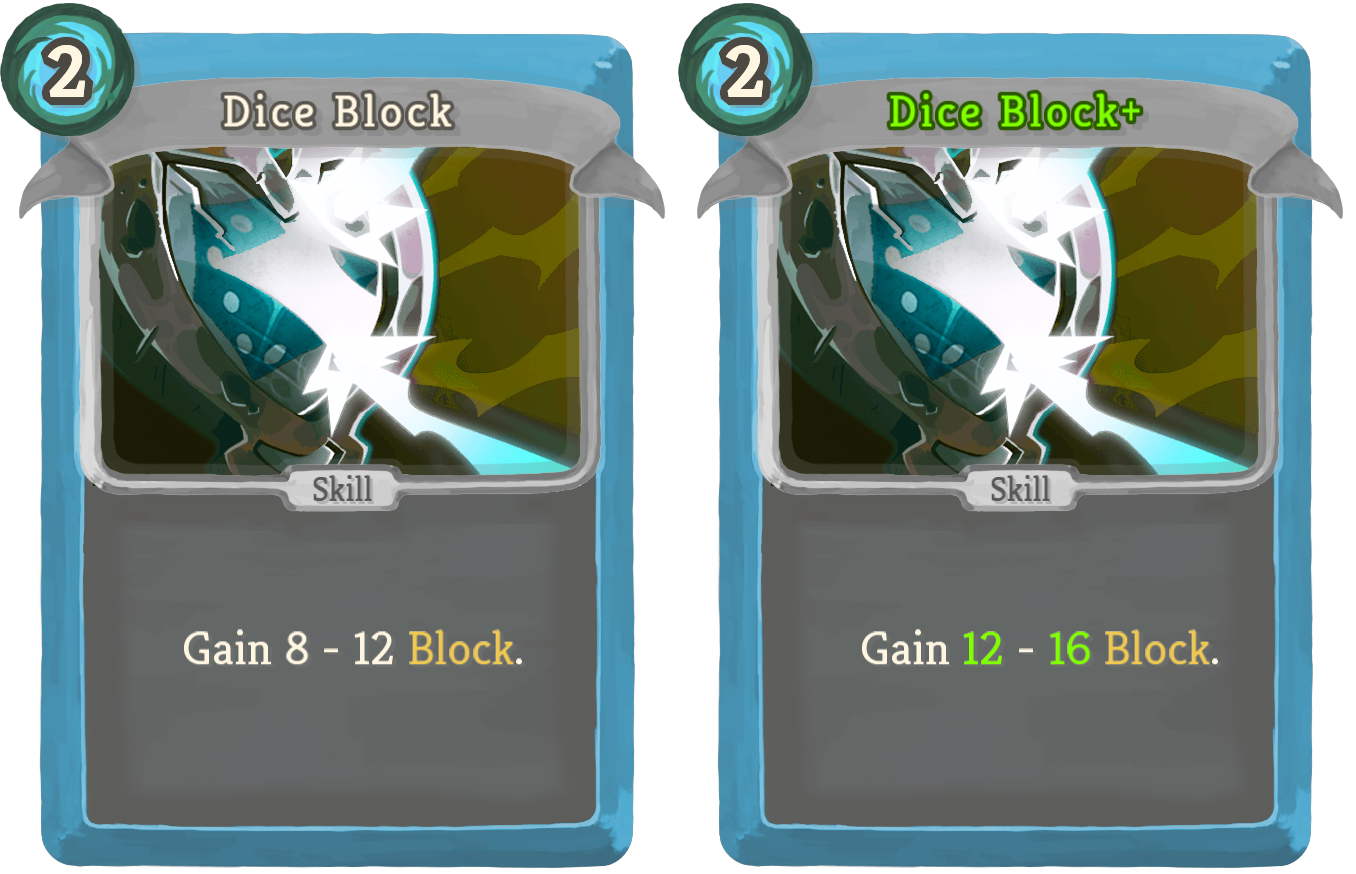 2
Dice Block
Skill
Gain 8 - 12 Block.
2
Dice Block+
Skill
Gain 12 - 16 Block.